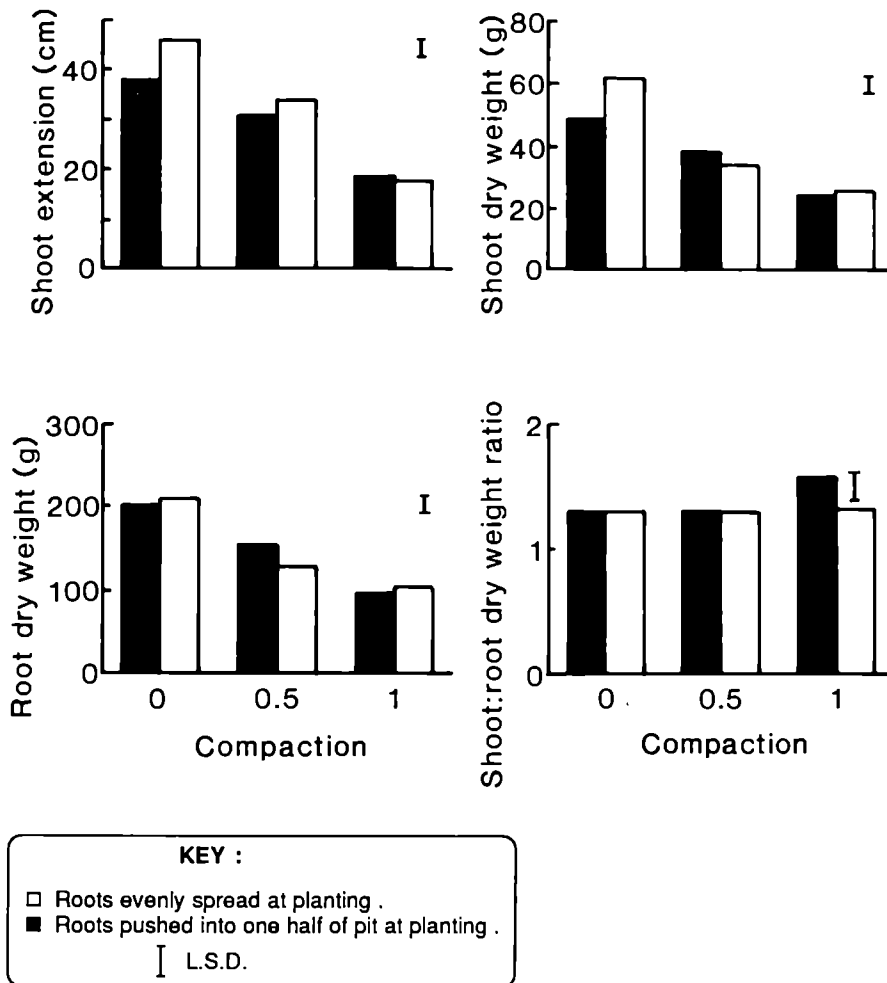 Shoot extension (cm)
40
20
0
Shoot dry weight (g)
80
60
40
20
0
Root dry weight (g)
300
200
100
0
0 0.5 1
Compaction
Shoot:root dry weight ratio
2
1
0
0 0.5 1
Compaction
KEY :
Roots evenly spread at planting .
Roots pushed into one half of pit at planting .
L.S.D.